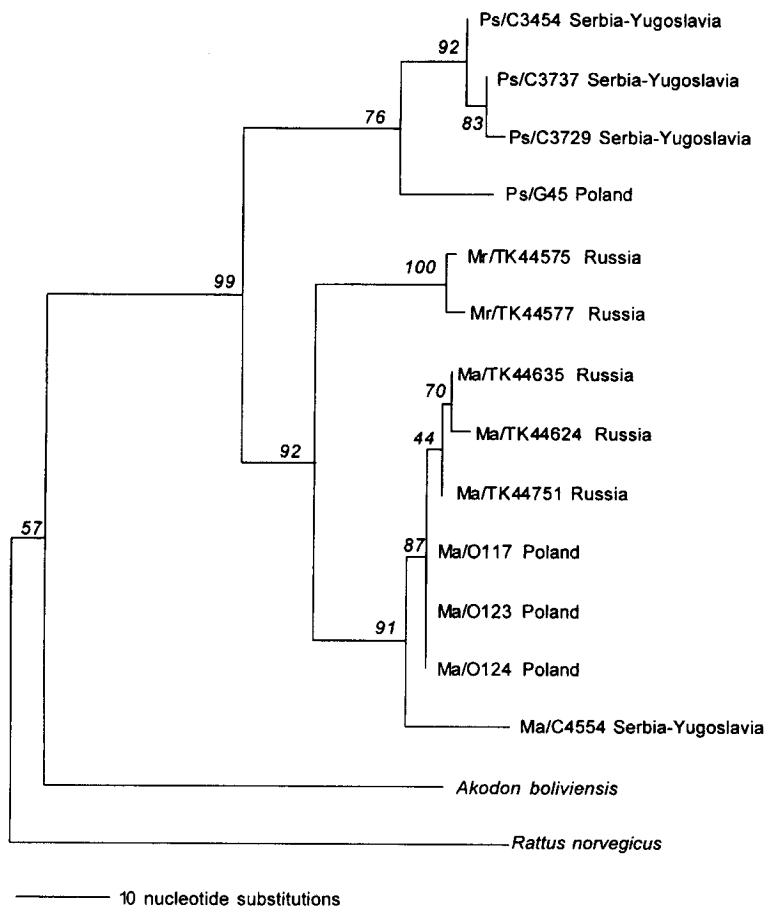 Ps/C3454 Serbia-Yugoslavia
92
Ps/C3737 Serbia-Yugoslavia
83
Ps/C3729 Serbia-Yugoslavia
76
Ps/G45 Poland
Mr/TK44575 Russia
100
99
Mr/TK44577 Russia
Ma/TK44635 Russia
70
Ma/TK44624 Russia
44
92
Ma/TK44751 Russia
57
87
Ma/O117 Poland
Ma/O123 Poland
91
Ma/O124 Poland
Ma/C4554 Serbia-Yugoslavia
Akodon boliviensis
Rattus norvegicus
10 nucleotide substitutions